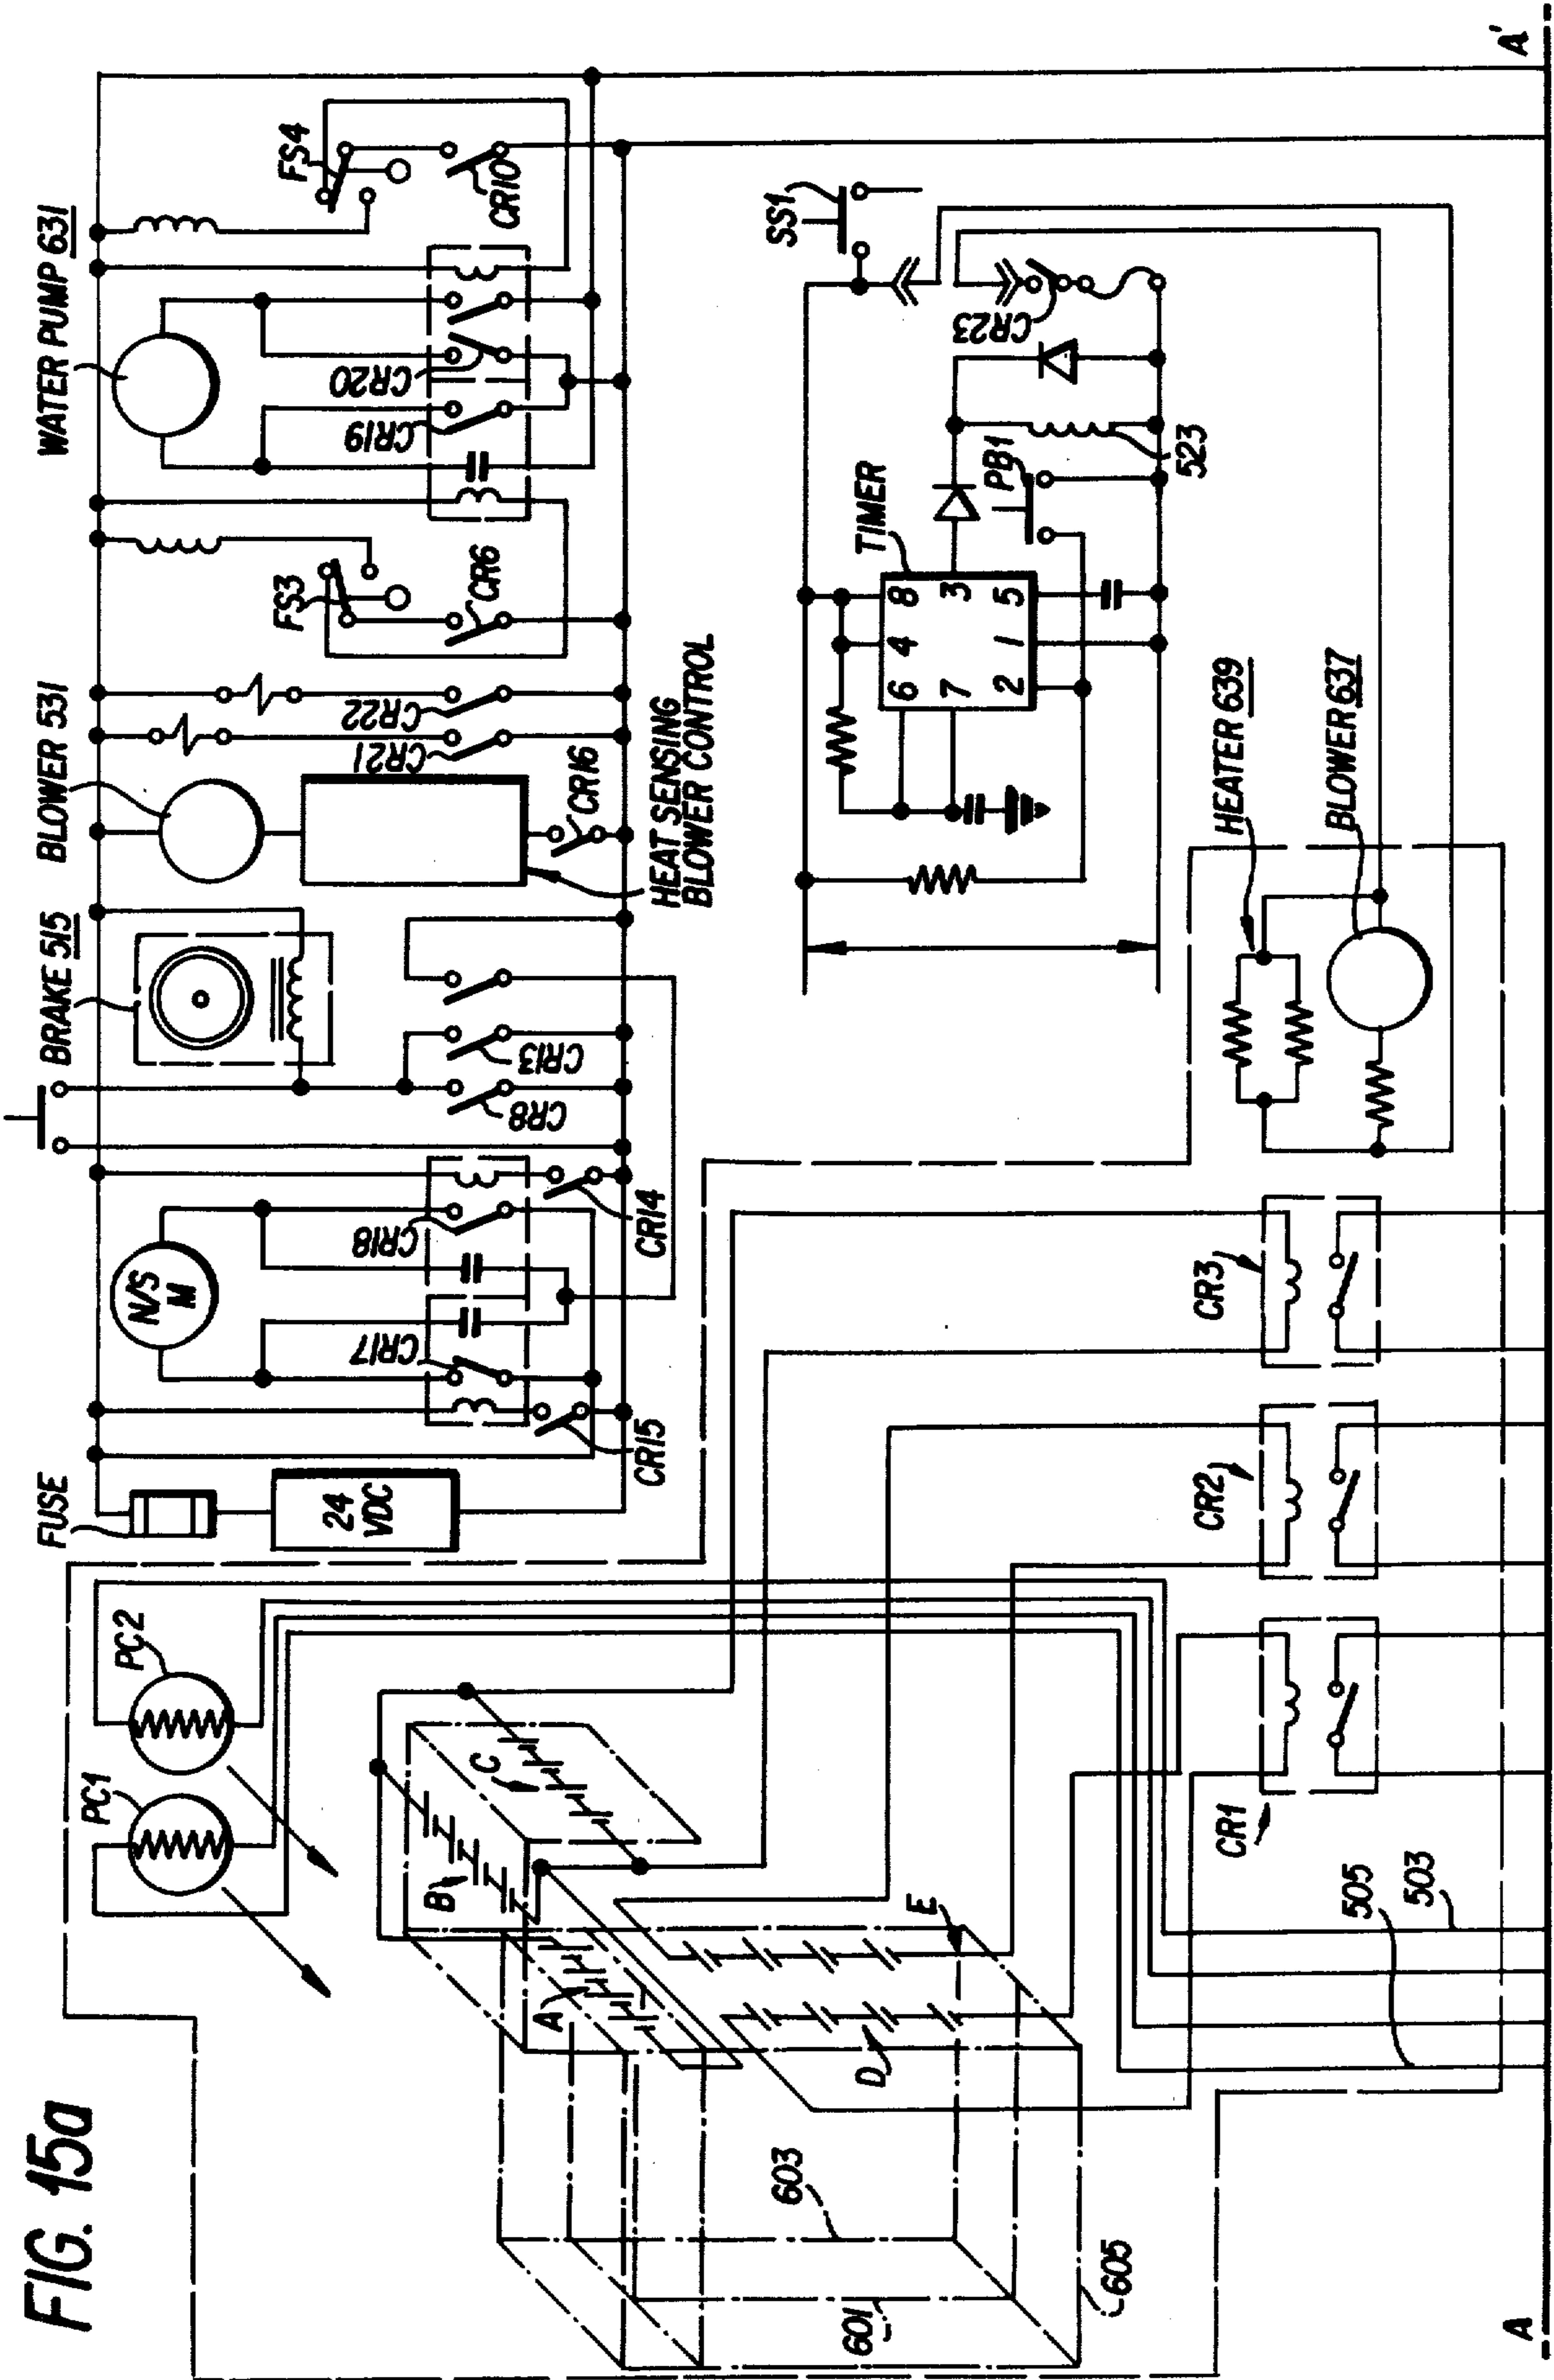 FIG. 15a
FUSE
BRAKE 515
BLOWER 531
WATER PUMP 631
PC1
PC2
24
VDC
N/S
M
FS3
FS4
CR17
CR18
CR8
CR13
CR21
CR22
CR6
CR19
CR20
CR10
CR15
CR14
CR16
HEAT SENSING
BLOWER CONTROL
A
B
C
D
E
TIMER
6
4
8
7
3
2
1
5
PB1
523
CR23
SS1
603
601
605
505
503
CR1
CR2
CR3
HEATER 639
BLOWER 637
A
A'